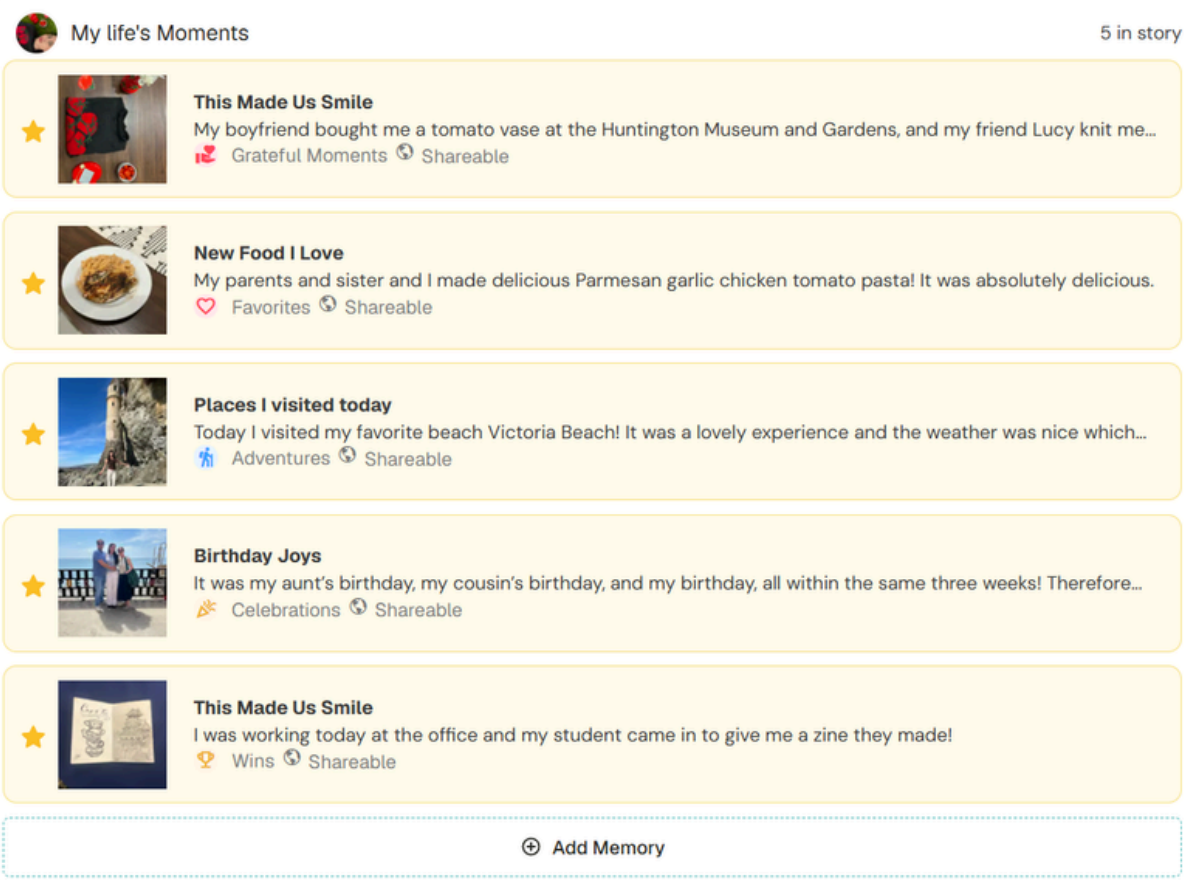 My life's Moments
5 in story
This Made Us Smile
My boyfriend bought me a tomato vase at the Huntington Museum and Gardens, and my friend Lucy knit me...
Grateful Moments Shareable
New Food I Love
My parents and sister and I made delicious Parmesan garlic chicken tomato pasta! It was absolutely delicious.
Favorites Shareable
Places I visited today
Today I visited my favorite beach Victoria Beach! It was a lovely experience and the weather was nice which...
Adventures Shareable
Birthday Joys
It was my aunt’s birthday, my cousin’s birthday, and my birthday, all within the same three weeks! Therefore...
Celebrations Shareable
This Made Us Smile
I was working today at the office and my student came in to give me a zine they made!
Wins Shareable
Add Memory